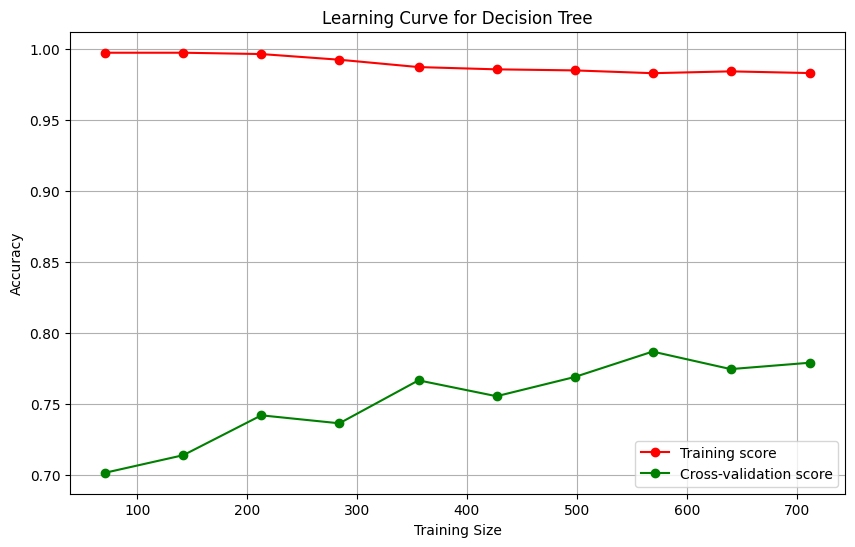 Learning Curve for Decision Tree
Accuracy
1.00
0.95
0.90
0.85
0.80
0.75
0.70
100 200 300 400 500 600 700
Training Size
Training score
Cross-validation score